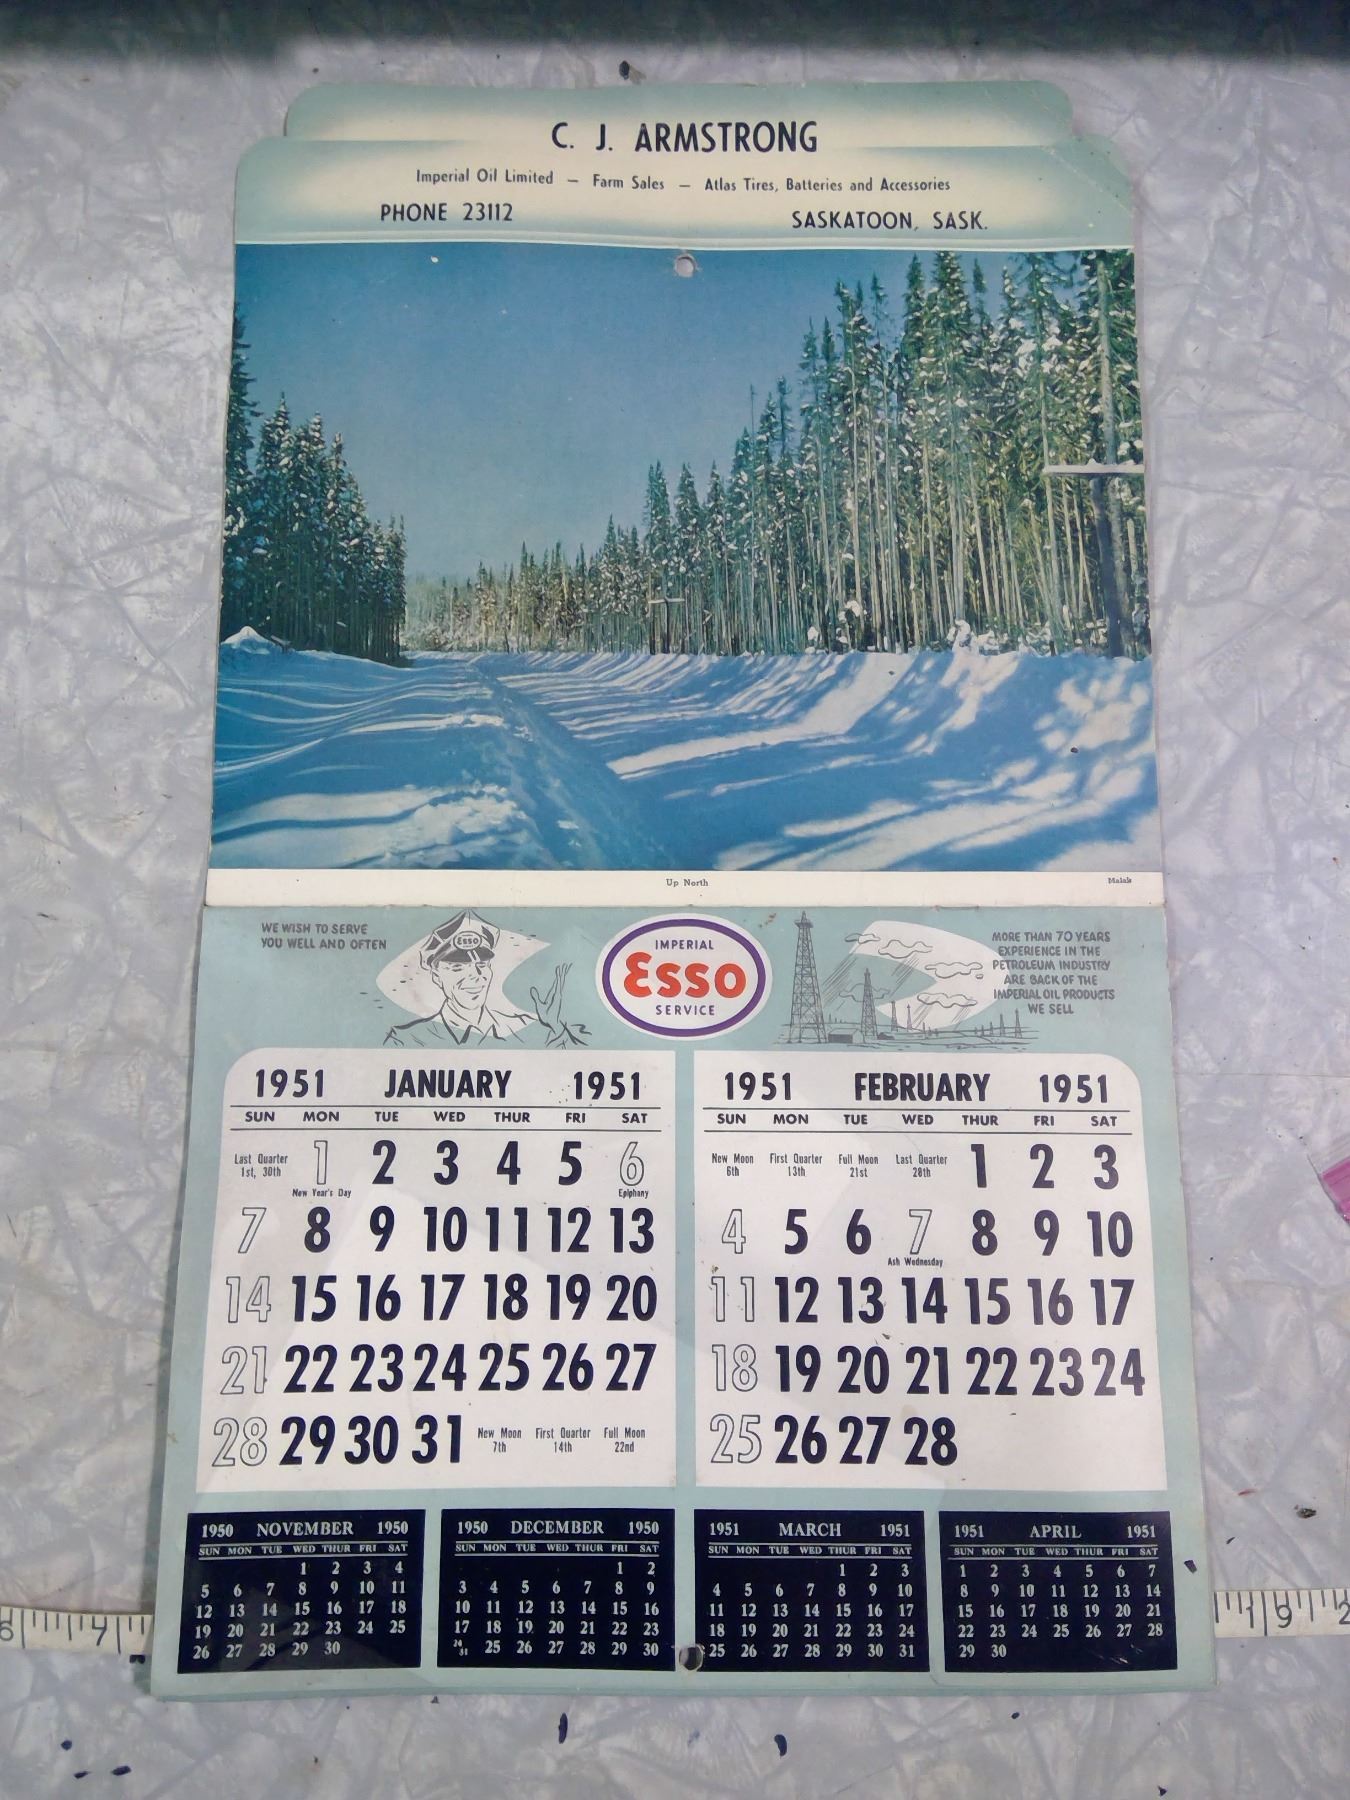 C. J. ARMSTRONG
Imperial Oil Limited — Farm Sales — Atlas Tires, Batteries and Accessories
PHONE 23112 SASKATOON, SASK.
Up North Malak
WE WISH TO SERVE
YOU WELL AND OFTEN
Esso
IMPERIAL
Esso
SERVICE
MORE THAN 70 YEARS
EXPERIENCE IN THE
PETROLEUM INDUSTRY
ARE BACK OF THE
IMPERIAL OIL PRODUCTS
WE SELL
1951 JANUARY 1951
SUN MON TUE WED THUR FRI SAT
Last Quarter
1st, 30th
1 2 3 4 5 6
New Year's Day Epiphany
7 8 9 10 11 12 13
14 15 16 17 18 19 20
21 22 23 24 25 26 27
28 29 30 31
New Moon First Quarter Full Moon
7th 14th 22nd
1951 FEBRUARY 1951
SUN MON TUE WED THUR FRI SAT
New Moon First Quarter Full Moon Last Quarter
6th 13th 21st 28th
1 2 3
4 5 6 7 8 9 10
Ash Wednesday
11 12 13 14 15 16 17
18 19 20 21 22 23 24
25 26 27 28
1950 NOVEMBER 1950
SUN MON TUE WED THUR FRI SAT
1 2 3 4
5 6 7 8 9 10 11
12 13 14 15 16 17 18
19 20 21 22 23 24 25
26 27 28 29 30
1950 DECEMBER 1950
SUN MON TUE WED THUR FRI SAT
1 2
3 4 5 6 7 8 9
10 11 12 13 14 15 16
17 18 19 20 21 22 23
24/31 25 26 27 28 29 30
1951 MARCH 1951
SUN MON TUE WED THUR FRI SAT
1 2 3
4 5 6 7 8 9 10
11 12 13 14 15 16 17
18 19 20 21 22 23 24
25 26 27 28 29 30 31
1951 APRIL 1951
SUN MON TUE WED THUR FRI SAT
1 2 3 4 5 6 7
8 9 10 11 12 13 14
15 16 17 18 19 20 21
22 23 24 25 26 27 28
29 30
6 7 19 2